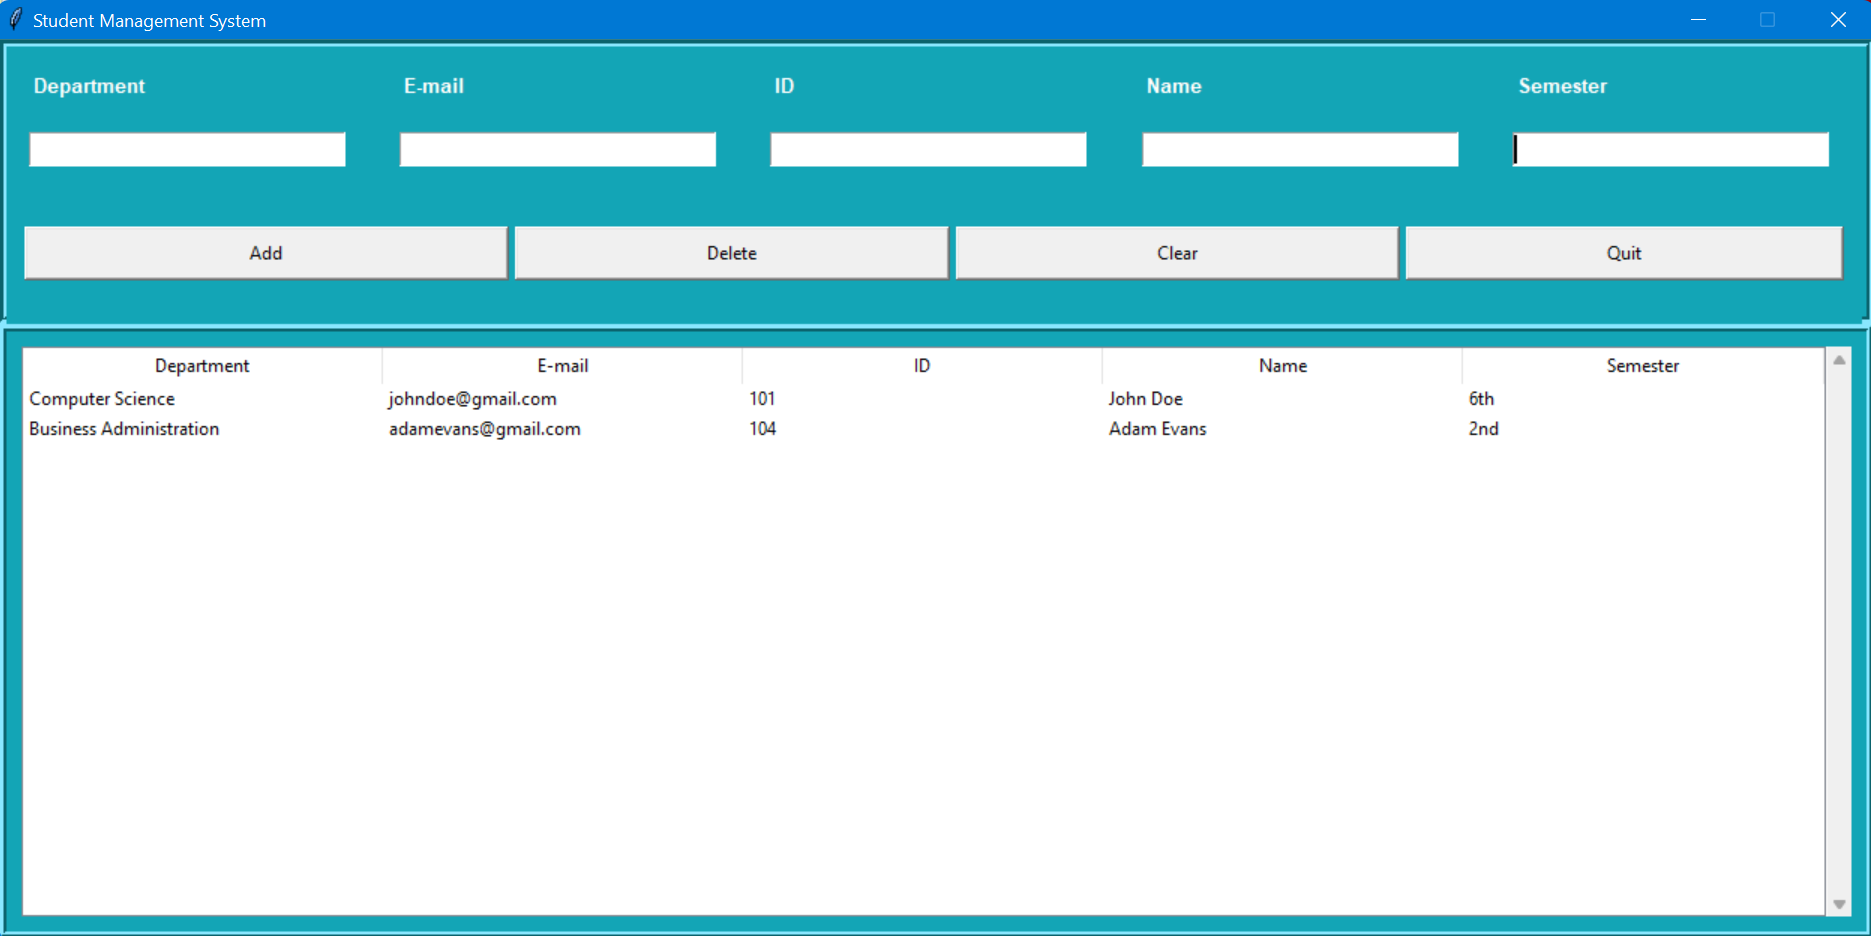 Student Management System
Department E-mail ID Name Semester
Add Delete Clear Quit
Department E-mail ID Name Semester
Computer Science johndoe@gmail.com 101 John Doe 6th
Business Administration adamevans@gmail.com 104 Adam Evans 2nd